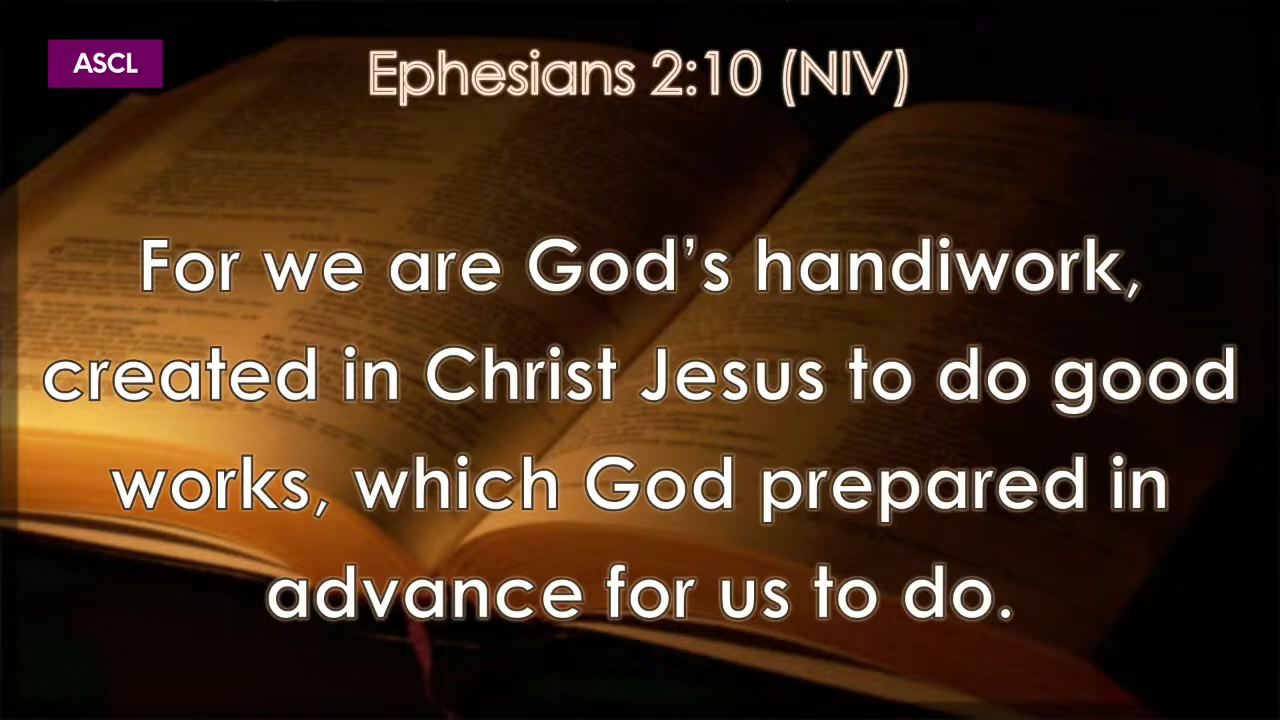 ASCL
Ephesians 2:10 (NIV)
For we are God’s handiwork,
created in Christ Jesus to do good
works, which God prepared in
advance for us to do.